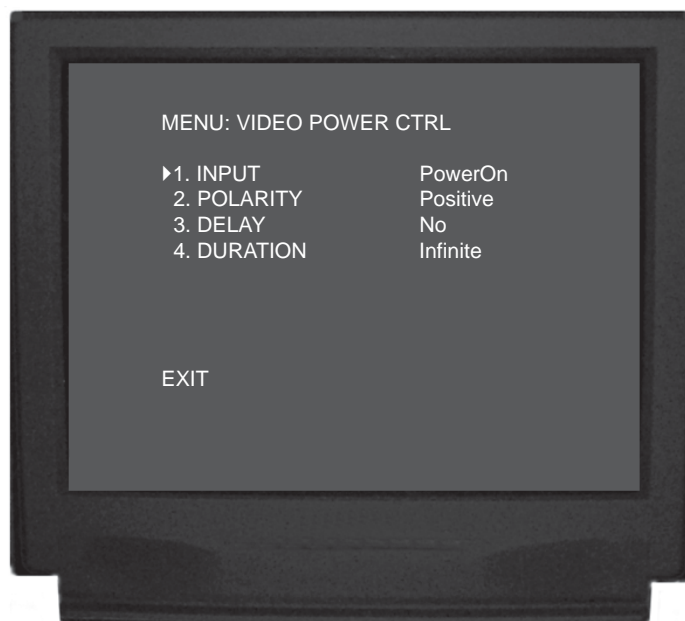 MENU: VIDEO POWER CTRL
1. INPUT PowerOn
2. POLARITY Positive
3. DELAY No
4. DURATION Infinite
EXIT